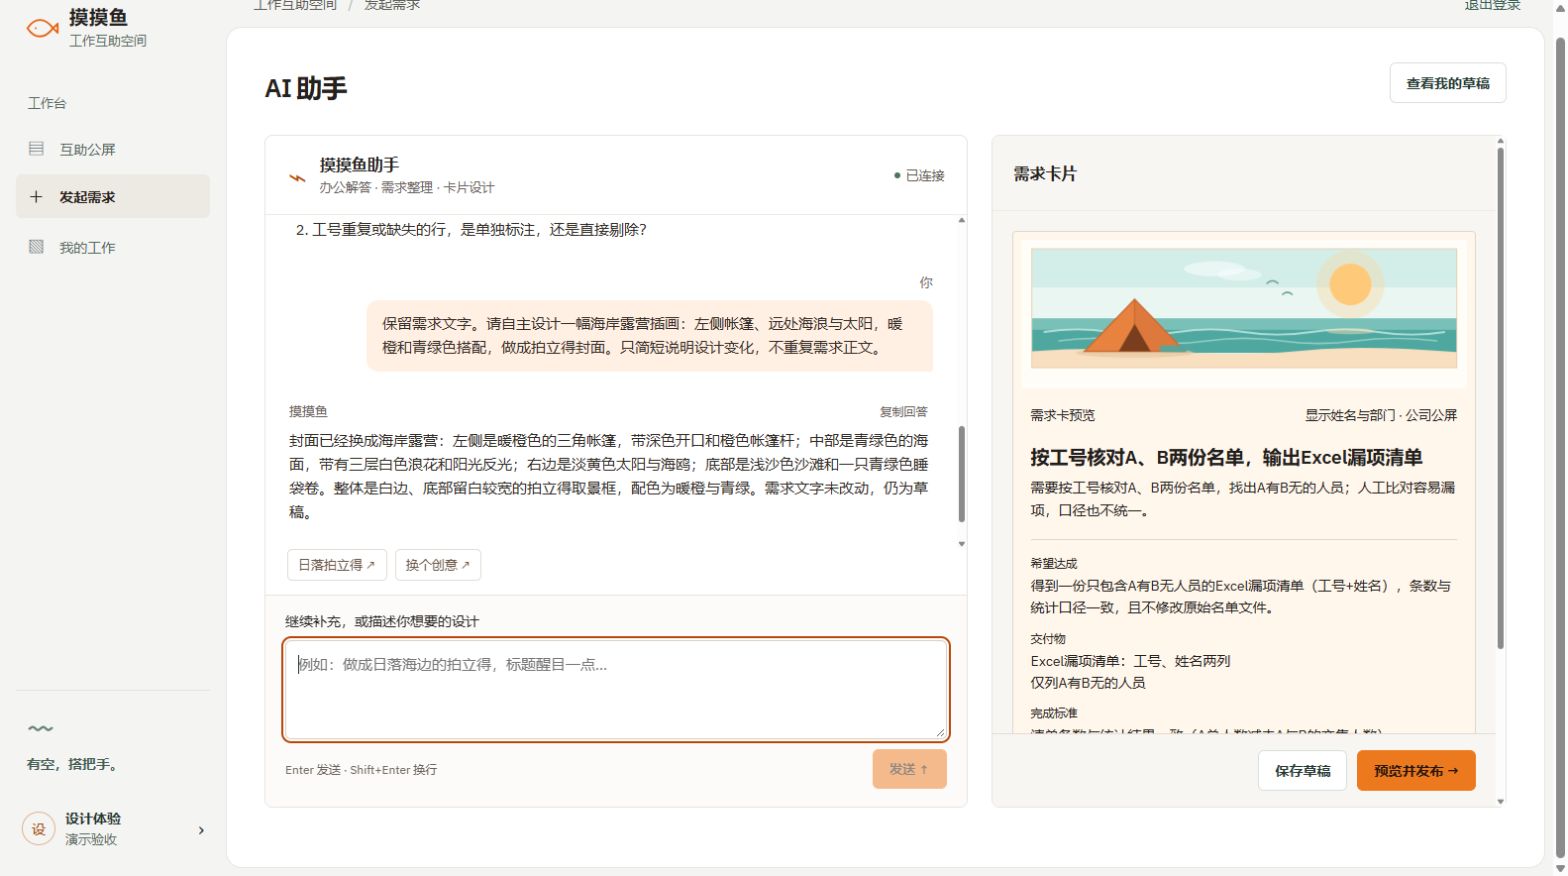 摸摸鱼
工作互助空间
工作台
互助公屏
发起需求
我的工作
有空，搭把手。
设
设计体验
演示验收
工作互助空间 / 发起需求
退出登录
AI 助手
查看我的草稿
摸摸鱼助手
办公解答 · 需求整理 · 卡片设计
已连接
2. 工号重复或缺失的行，是单独标注，还是直接剔除？
你
保留需求文字。请自主设计一幅海岸露营插画：左侧帐篷、远处海浪与太阳，暖
橙和青绿色搭配，做成拍立得封面。只简短说明设计变化，不重复需求正文。
摸摸鱼
复制回答
封面已经换成海岸露营：左侧是暖橙色的三角帐篷，带深色开口和橙色帐篷杆；中部是青绿色的海
面，带有三层白色浪花和阳光反光；右边是淡黄色太阳与海鸥；底部是浅沙色沙滩和一只青绿色睡
袋卷。整体是白边、底部留白较宽的拍立得取景框，配色为暖橙与青绿。需求文字未改动，仍为草
稿。
日落拍立得 ↗
换个创意 ↗
继续补充，或描述你想要的设计
例如：做成日落海边的拍立得，标题醒目一点...
Enter 发送 · Shift+Enter 换行
发送 ↑
需求卡片
需求卡预览
显示姓名与部门 · 公司公屏
按工号核对A、B两份名单，输出Excel漏项清单
需要按工号核对A、B两份名单，找出A有B无的人员；人工比对容易漏
项，口径也不统一。
希望达成
得到一份只包含A有B无人员的Excel漏项清单（工号+姓名），条数与
统计口径一致，且不修改原始名单文件。
交付物
Excel漏项清单：工号、姓名两列
仅列A有B无的人员
完成标准
保存草稿
预览并发布 →